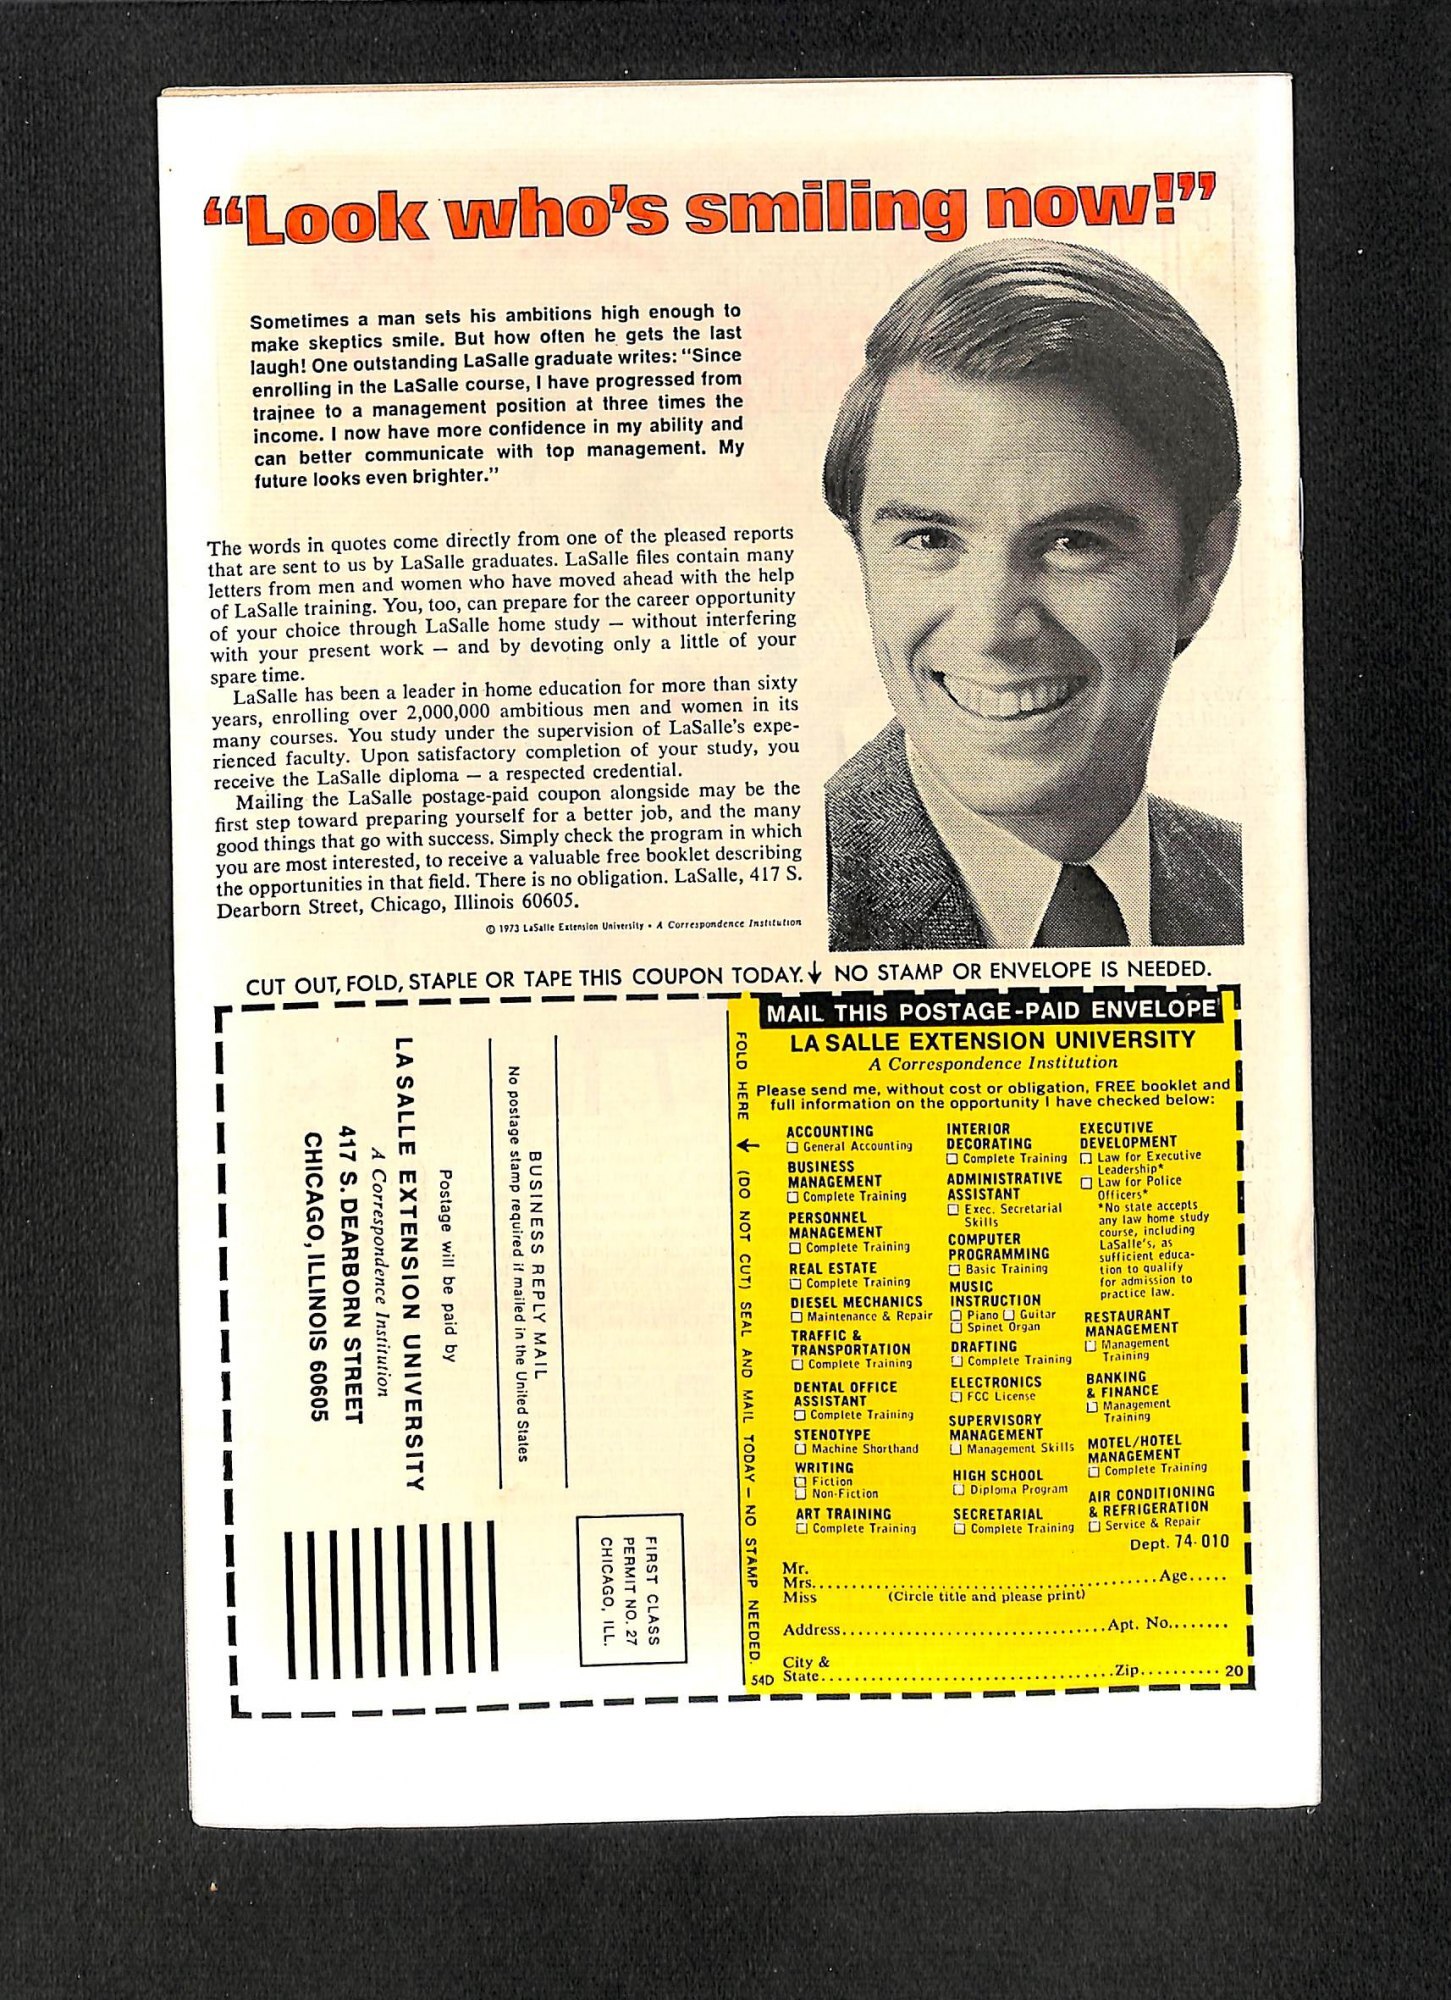 “Look who's smiling now!”
Sometimes a man sets his ambitions high enough to
make skeptics smile. But how often he gets the last
laugh! One outstanding LaSalle graduate writes: “Since
enrolling in the LaSalle course, I have progressed from
trainee to a management position at three times the
income. I now have more confidence in my ability and
can better communicate with top management. My
future looks even brighter.”
The words in quotes come directly from one of the pleased reports
that are sent to us by LaSalle graduates. LaSalle files contain many
letters from men and women who have moved ahead with the help
of LaSalle training. You, too, can prepare for the career opportunity
of your choice through LaSalle home study — without interfering
with your present work — and by devoting only a little of your
spare time.
LaSalle has been a leader in home education for more than sixty
years, enrolling over 2,000,000 ambitious men and women in its
many courses. You study under the supervision of LaSalle's expe-
rienced faculty. Upon satisfactory completion of your study, you
receive the LaSalle diploma — a respected credential.
Mailing the LaSalle postage-paid coupon alongside may be the
first step toward preparing yourself for a better job, and the many
good things that go with success. Simply check the program in which
you are most interested, to receive a valuable free booklet describing
the opportunities in that field. There is no obligation. LaSalle, 417 S.
Dearborn Street, Chicago, Illinois 60605.
© 1973 LaSalle Extension University • A Correspondence Institution
CUT OUT, FOLD, STAPLE OR TAPE THIS COUPON TODAY. ↓ NO STAMP OR ENVELOPE IS NEEDED.
FIRST CLASS
PERMIT NO. 27
CHICAGO, ILL.
BUSINESS REPLY MAIL
No postage stamp required if mailed in the United States
Postage will be paid by
LA SALLE EXTENSION UNIVERSITY
A Correspondence Institution
417 S. DEARBORN STREET
CHICAGO, ILLINOIS 60605
FOLD HERE ↓ (DO NOT CUT) SEAL AND MAIL TODAY — NO STAMP NEEDED.
MAIL THIS POSTAGE-PAID ENVELOPE
LA SALLE EXTENSION UNIVERSITY
A Correspondence Institution
Please send me, without cost or obligation, FREE booklet and
full information on the opportunity I have checked below:
ACCOUNTING
☐ General Accounting
BUSINESS
MANAGEMENT
☐ Complete Training
PERSONNEL
MANAGEMENT
☐ Complete Training
REAL ESTATE
☐ Complete Training
DIESEL MECHANICS
☐ Maintenance & Repair
TRAFFIC &
TRANSPORTATION
☐ Complete Training
DENTAL OFFICE
ASSISTANT
☐ Complete Training
STENOTYPE
☐ Machine Shorthand
WRITING
☐ Fiction
☐ Non-Fiction
ART TRAINING
☐ Complete Training
INTERIOR
DECORATING
☐ Complete Training
ADMINISTRATIVE
ASSISTANT
☐ Exec. Secretarial
Skills
COMPUTER
PROGRAMMING
☐ Basic Training
MUSIC
INSTRUCTION
☐ Piano ☐ Guitar
☐ Spinet Organ
DRAFTING
☐ Complete Training
ELECTRONICS
☐ FCC License
SUPERVISORY
MANAGEMENT
☐ Management Skills
HIGH SCHOOL
☐ Diploma Program
SECRETARIAL
☐ Complete Training
EXECUTIVE
DEVELOPMENT
☐ Law for Executive
Leadership*
☐ Law for Police
Officers*
*No state accepts
any law home study
course, including
LaSalle's, as
sufficient educa-
tion to qualify
for admission to
practice law.
RESTAURANT
MANAGEMENT
☐ Management
Training
BANKING
& FINANCE
☐ Management
Training
MOTEL/HOTEL
MANAGEMENT
☐ Complete Training
AIR CONDITIONING
& REFRIGERATION
☐ Service & Repair
Dept. 74-010
Mr.
Mrs. Age
Miss (Circle title and please print)
Address Apt. No.
City &
State Zip 20
54D